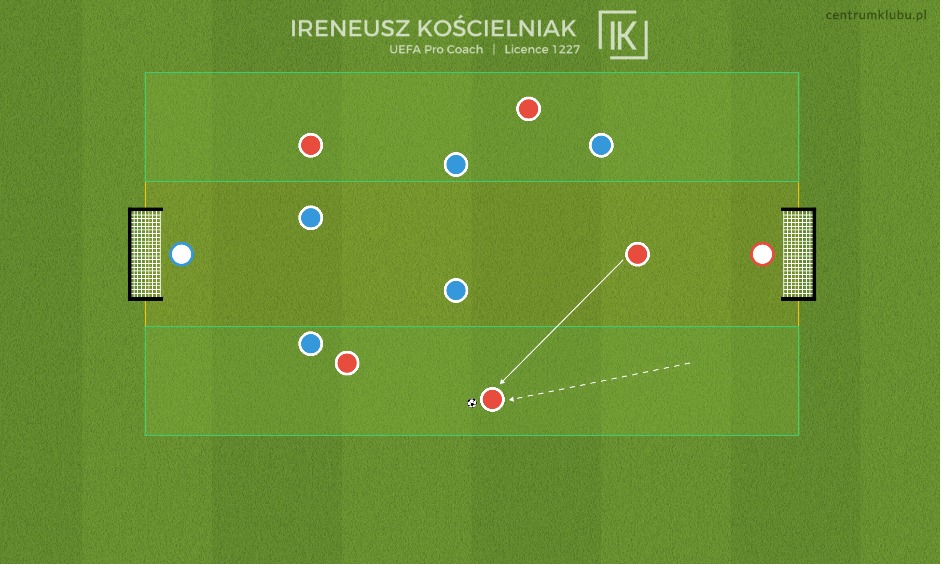 centrumklubu.pl
IRENEUSZ KOŚCIELNIAK
UEFA Pro Coach | Licence 1227
IK